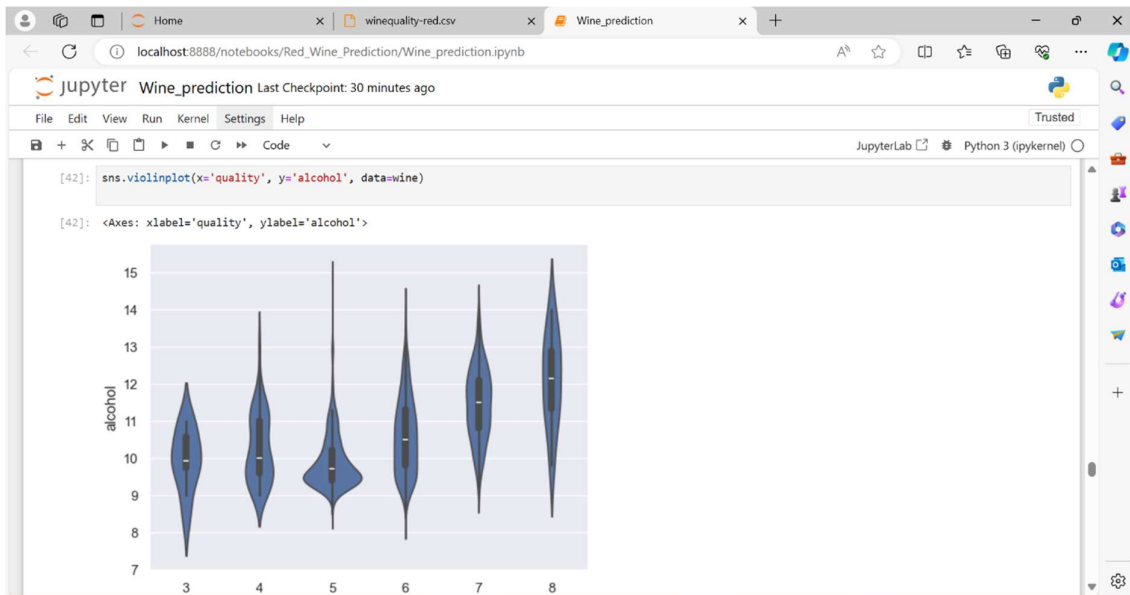 Home
winequality-red.csv
Wine_prediction
localhost:8888/notebooks/Red_Wine_Prediction/Wine_prediction.ipynb
jupyter Wine_prediction Last Checkpoint: 30 minutes ago
File Edit View Run Kernel Settings Help Trusted
Code JupyterLab Python 3 (ipykernel)
[42]: sns.violinplot(x='quality', y='alcohol', data=wine)
[42]: <Axes: xlabel='quality', ylabel='alcohol'>
15
14
13
12
11
10
9
8
7
alcohol
3 4 5 6 7 8